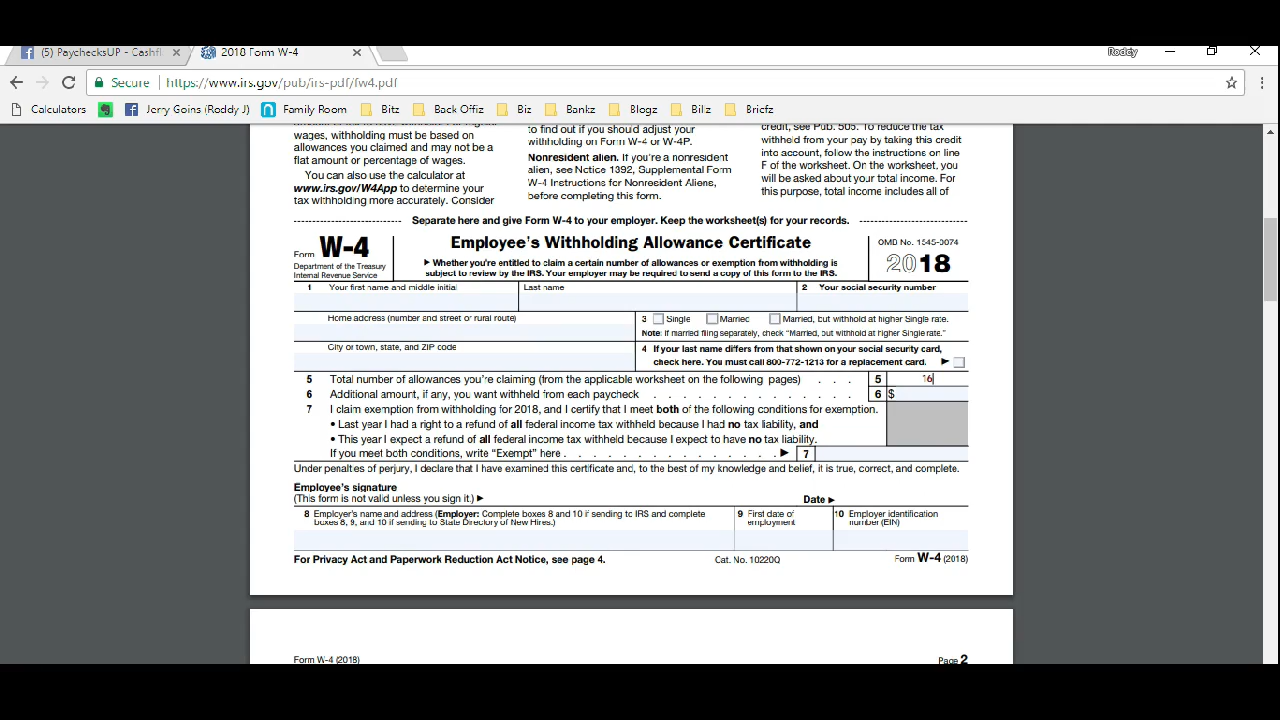 (5) PaychecksUP - Cashfl
2018 Form W-4
Roddy
Secure
https://www.irs.gov/pub/irs-pdf/fw4.pdf
Calculators
Jerry Goins (Roddy J)
Family Room
Bitz
Back Offiz
Biz
Bankz
Blogz
Billz
Briefz
wages, withholding must be based on
allowances you claimed and may not be a
flat amount or percentage of wages.
You can also use the calculator at
www.irs.gov/W4App to determine your
tax withholding more accurately. Consider
to find out if you should adjust your
withholding on Form W-4 or W-4P.
Nonresident alien. If you're a nonresident
alien, see Notice 1392, Supplemental Form
W-4 Instructions for Nonresident Aliens,
before completing this form.
credit, see Pub. 505. To reduce the tax
withheld from your pay by taking this credit
into account, follow the instructions on line
F of the worksheet. On the worksheet, you
will be asked about your total income. For
this purpose, total income includes all of
Separate here and give Form W-4 to your employer. Keep the worksheet(s) for your records.
Form W-4
Department of the Treasury
Internal Revenue Service
Employee's Withholding Allowance Certificate
▶ Whether you're entitled to claim a certain number of allowances or exemption from withholding is
subject to review by the IRS. Your employer may be required to send a copy of this form to the IRS.
OMB No. 1545-0074
2018
1 Your first name and middle initial
Last name
2 Your social security number
Home address (number and street or rural route)
3 Single Married Married, but withhold at higher Single rate.
Note: If married filing separately, check "Married, but withhold at higher Single rate."
City or town, state, and ZIP code
4 If your last name differs from that shown on your social security card,
check here. You must call 800-772-1213 for a replacement card. ▶
5 Total number of allowances you're claiming (from the applicable worksheet on the following pages) . . . 5 16
6 Additional amount, if any, you want withheld from each paycheck . . . . . . . . . . . . . . 6 $
7 I claim exemption from withholding for 2018, and I certify that I meet both of the following conditions for exemption.
• Last year I had a right to a refund of all federal income tax withheld because I had no tax liability, and
• This year I expect a refund of all federal income tax withheld because I expect to have no tax liability.
If you meet both conditions, write "Exempt" here . . . . . . . . . . . . . . . ▶ 7
Under penalties of perjury, I declare that I have examined this certificate and, to the best of my knowledge and belief, it is true, correct, and complete.
Employee's signature
(This form is not valid unless you sign it.) ▶
Date ▶
8 Employer's name and address (Employer: Complete boxes 8 and 10 if sending to IRS and complete
boxes 8, 9, and 10 if sending to State Directory of New Hires.)
9 First date of
employment
10 Employer identification
number (EIN)
For Privacy Act and Paperwork Reduction Act Notice, see page 4.
Cat. No. 10220Q
Form W-4 (2018)
Form W-4 (2018)
Page 2